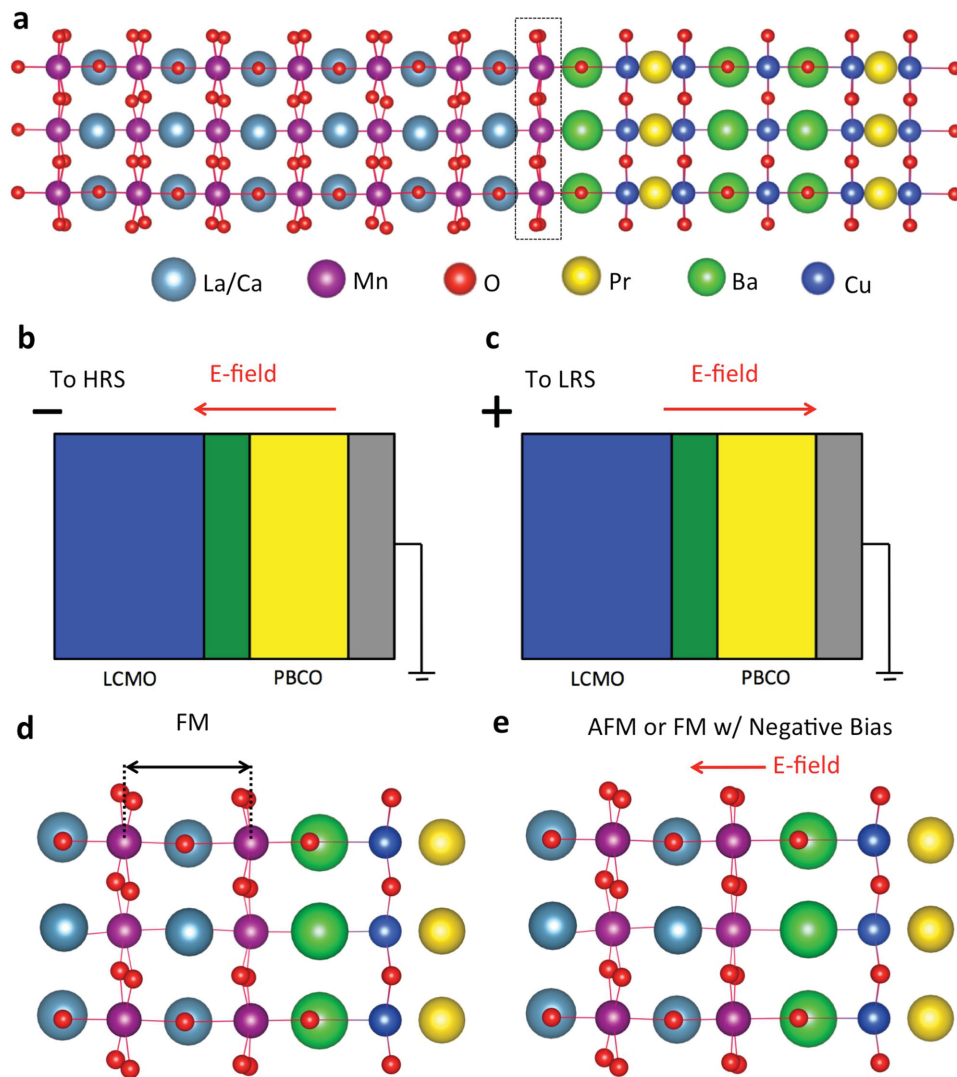 a
La/Ca Mn O Pr Ba Cu
b
To HRS
E-field
−
LCMO PBCO
c
To LRS
E-field
+
LCMO PBCO
d
FM
e
AFM or FM w/ Negative Bias
E-field